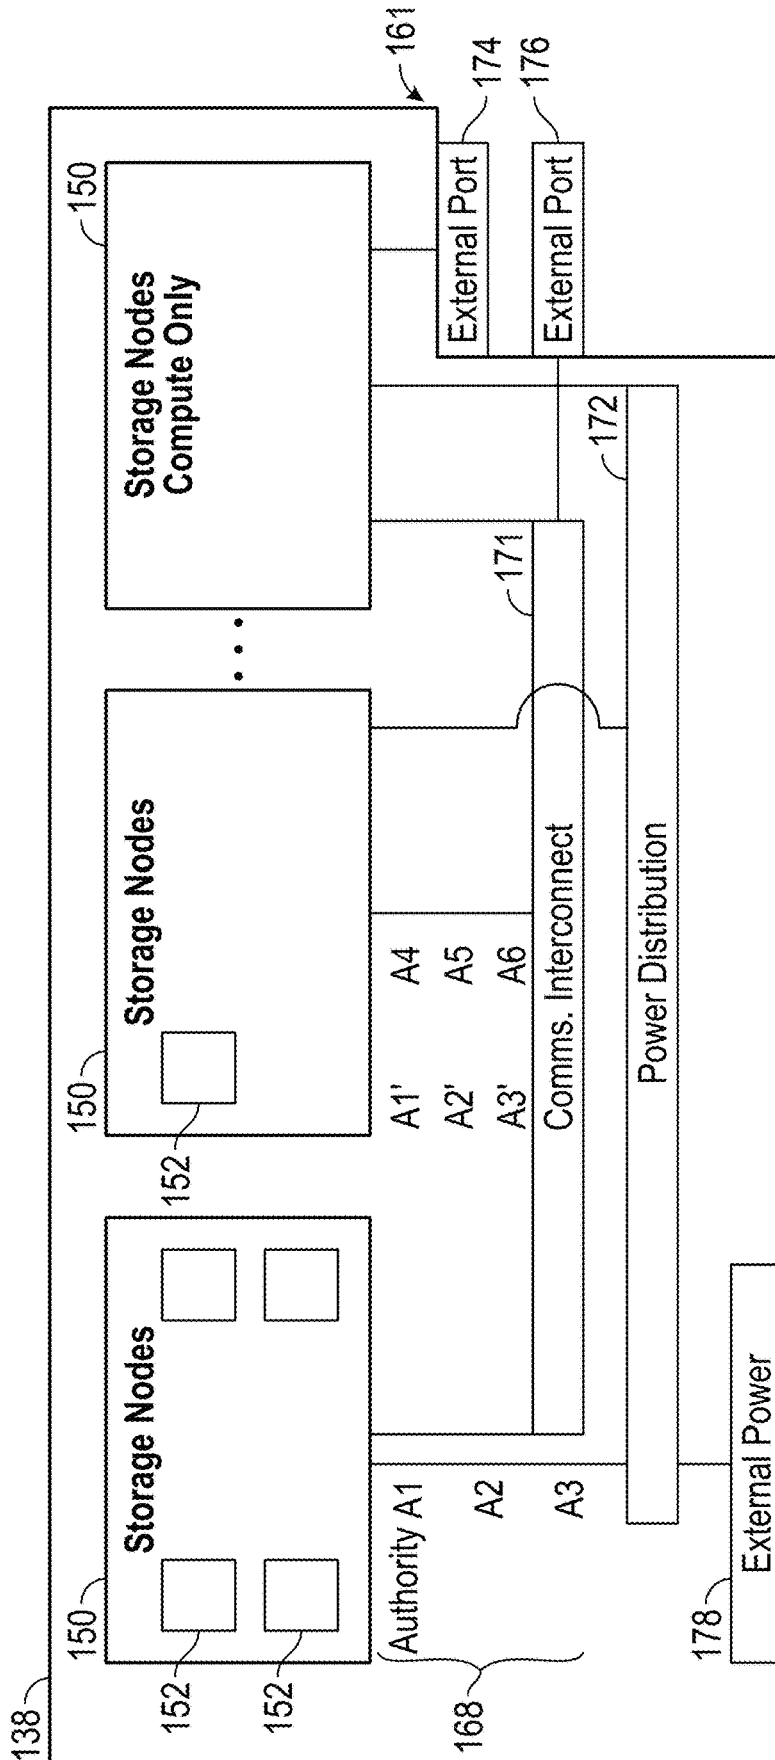 138
161
150
150
150
Storage Nodes
Storage Nodes
Storage Nodes
Compute Only
152
152
152
168
Authority A1
A2
A3
A1'
A2'
A3'
A4
A5
A6
171
Comms. Interconnect
172
Power Distribution
External Port
174
External Port
176
178
External Power